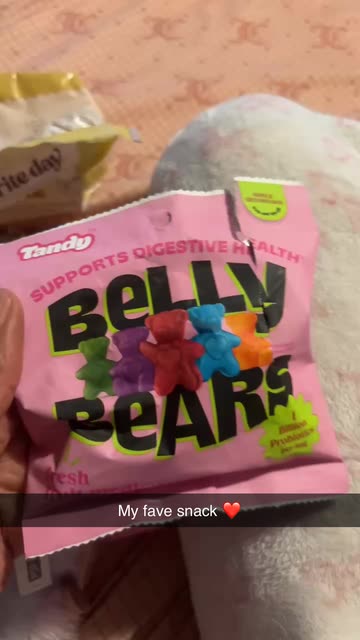 rite day
Tandy
SUPPORTS DIGESTIVE HEALTH
BeLLY
BeARS
1
Billion
Probiotics
My fave snack ❤️